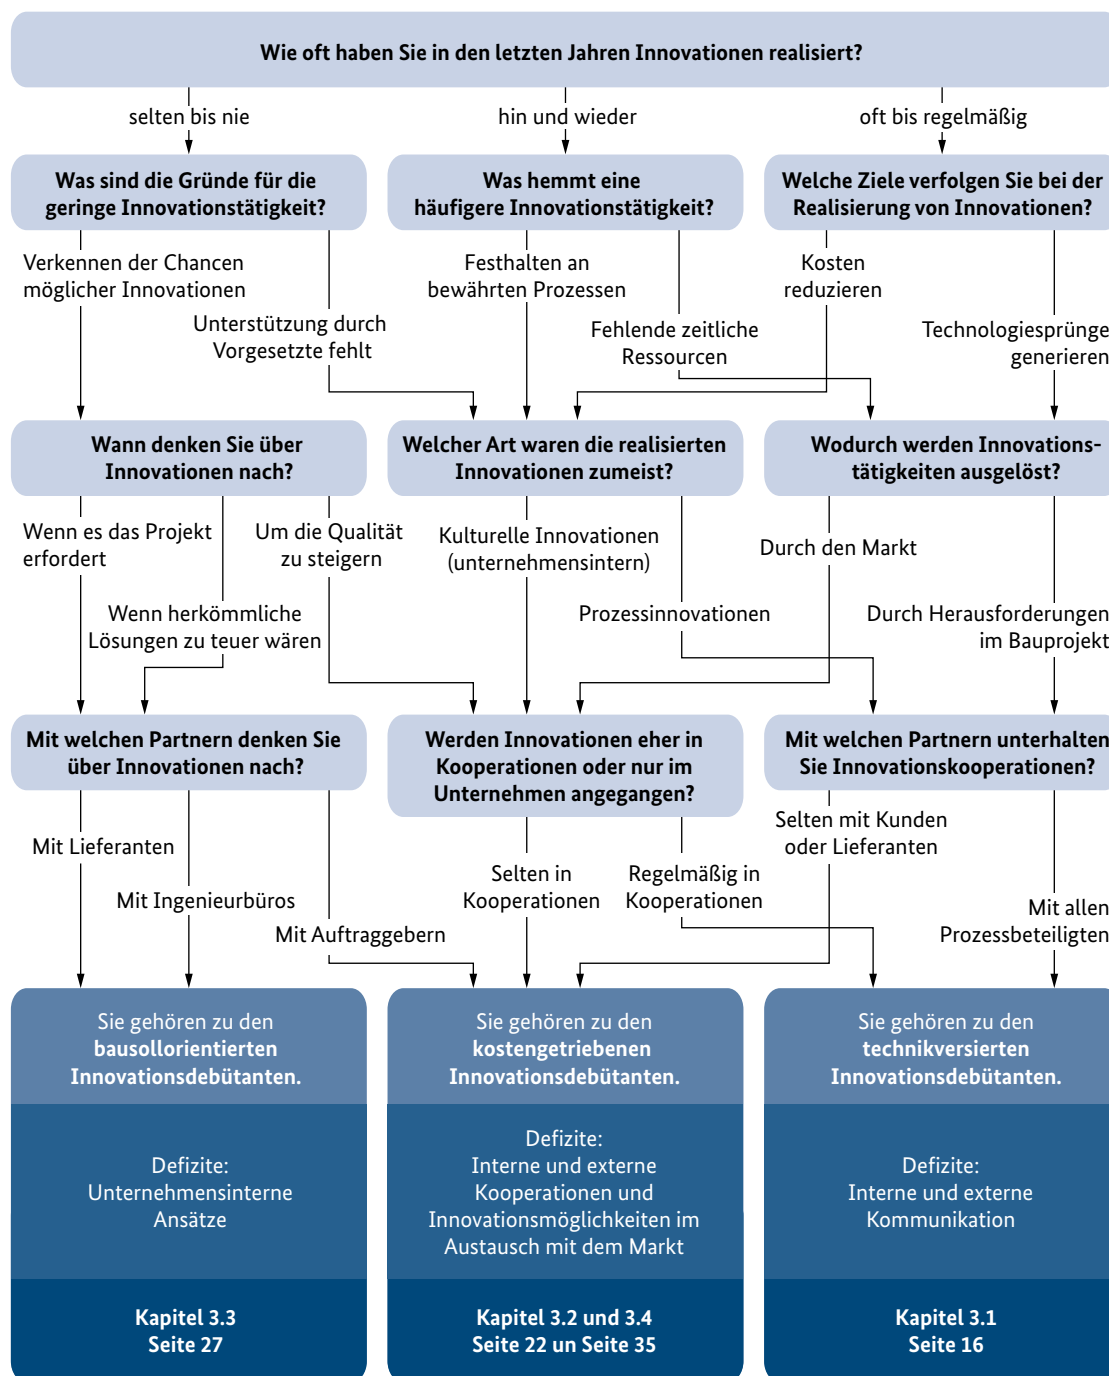 Wie oft haben Sie in den letzten Jahren Innovationen realisiert?
selten bis nie
hin und wieder
oft bis regelmäßig
Was sind die Gründe für die
geringe Innovationstätigkeit?
Was hemmt eine
häufigere Innovationstätigkeit?
Welche Ziele verfolgen Sie bei der
Realisierung von Innovationen?
Verkennen der Chancen
möglicher Innovationen
Unterstützung durch
Vorgesetzte fehlt
Festhalten an
bewährten Prozessen
Fehlende zeitliche
Ressourcen
Kosten
reduzieren
Technologiesprünge
generieren
Wann denken Sie über
Innovationen nach?
Welcher Art waren die realisierten
Innovationen zumeist?
Wodurch werden Innovations-
tätigkeiten ausgelöst?
Wenn es das Projekt
erfordert
Wenn herkömmliche
Lösungen zu teuer wären
Um die Qualität
zu steigern
Kulturelle Innovationen
(unternehmensintern)
Prozessinnovationen
Durch den Markt
Durch Herausforderungen
im Bauprojekt
Mit welchen Partnern denken Sie
über Innovationen nach?
Werden Innovationen eher in
Kooperationen oder nur im
Unternehmen angegangen?
Mit welchen Partnern unterhalten
Sie Innovationskooperationen?
Mit Lieferanten
Mit Ingenieurbüros
Mit Auftraggebern
Selten in
Kooperationen
Regelmäßig in
Kooperationen
Selten mit Kunden
oder Lieferanten
Mit allen
Prozessbeteiligten
Sie gehören zu den
bausollorientierten
Innovationsdebütanten.
Defizite:
Unternehmensinterne
Ansätze
Kapitel 3.3
Seite 27
Sie gehören zu den
kostengetriebenen
Innovationsdebütanten.
Defizite:
Interne und externe
Kooperationen und
Innovationsmöglichkeiten im
Austausch mit dem Markt
Kapitel 3.2 und 3.4
Seite 22 un Seite 35
Sie gehören zu den
technikversierten
Innovationsdebütanten.
Defizite:
Interne und externe
Kommunikation
Kapitel 3.1
Seite 16